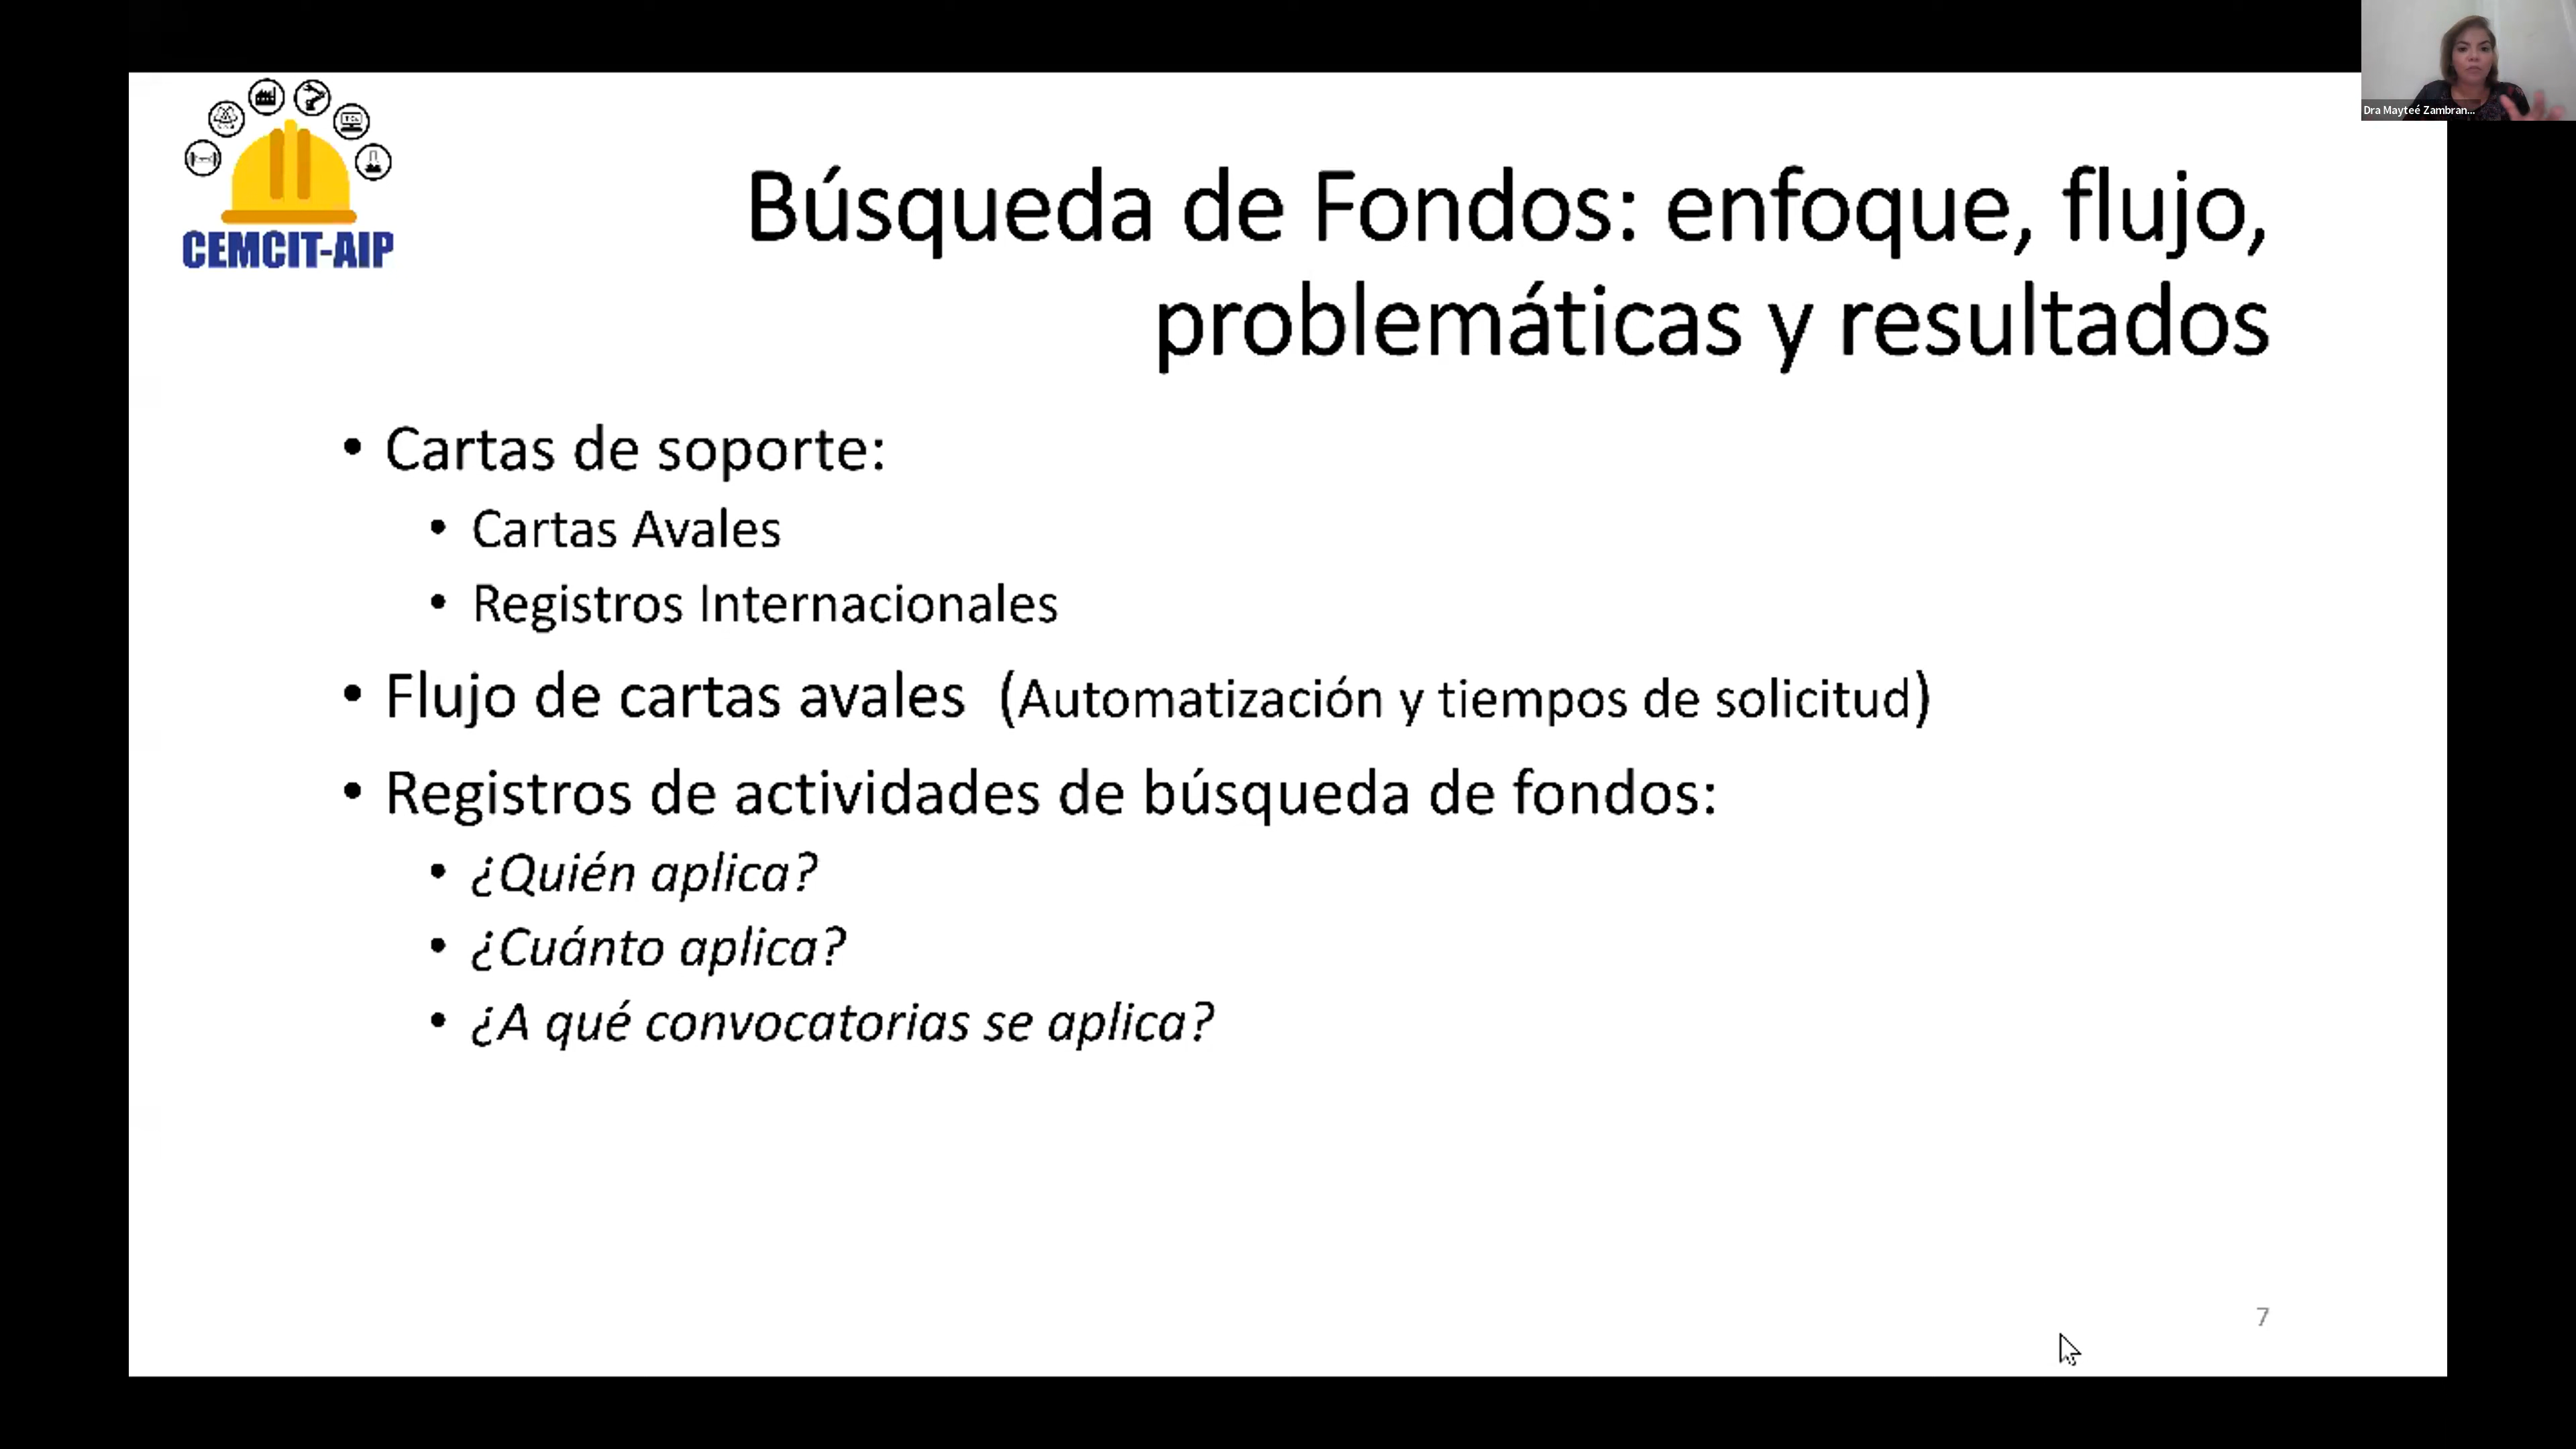 Dra Mayteé Zambran...
CEMCIT-AIP
Búsqueda de Fondos: enfoque, flujo,
problemáticas y resultados
• Cartas de soporte:
• Cartas Avales
• Registros Internacionales
• Flujo de cartas avales (Automatización y tiempos de solicitud)
• Registros de actividades de búsqueda de fondos:
• ¿Quién aplica?
• ¿Cuánto aplica?
• ¿A qué convocatorias se aplica?
7